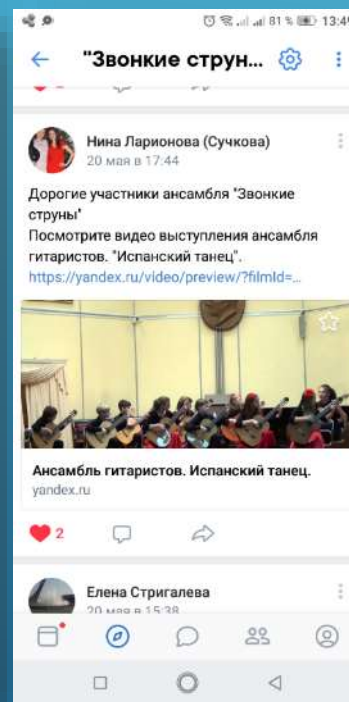 81 % 13:49
"Звонкие струн...
Нина Ларионова (Сучкова)
20 мая в 17:44
Дорогие участники ансамбля "Звонкие
струны"
Посмотрите видео выступления ансамбля
гитаристов. "Испанский танец".
https://yandex.ru/video/preview/?filmId=...
Ансамбль гитаристов. Испанский танец.
yandex.ru
2
Елена Стригалева
20 мая в 15:38